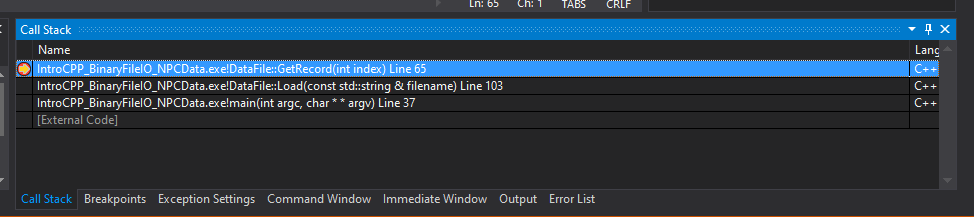 Ln: 65 Ch: 1 TABS CRLF
Call Stack
Name Lang
IntroCPP_BinaryFileIO_NPCData.exe!DataFile::GetRecord(int index) Line 65 C++
IntroCPP_BinaryFileIO_NPCData.exe!DataFile::Load(const std::string & filename) Line 103 C++
IntroCPP_BinaryFileIO_NPCData.exe!main(int argc, char * * argv) Line 37 C++
[External Code]
Call Stack Breakpoints Exception Settings Command Window Immediate Window Output Error List